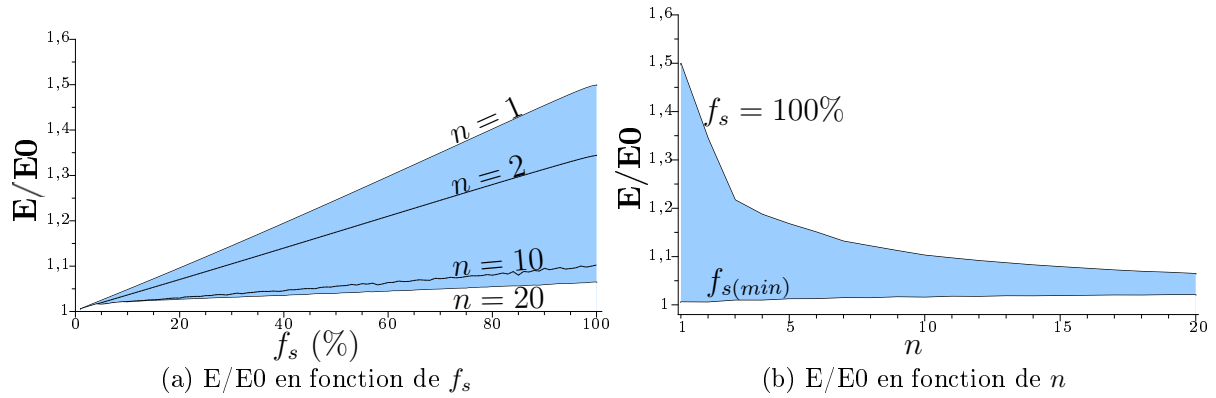 1,6
1,5
1,4
1,3
1,2
1,1
1
E/E0
n = 1
n = 2
n = 10
n = 20
0 20 40 60 80 100
f_s (%)
(a) E/E0 en fonction de f_s
1,6
1,5
1,4
1,3
1,2
1,1
1
E/E0
f_s = 100%
f_{s(min)}
1 5 10 15 20
n
(b) E/E0 en fonction de n